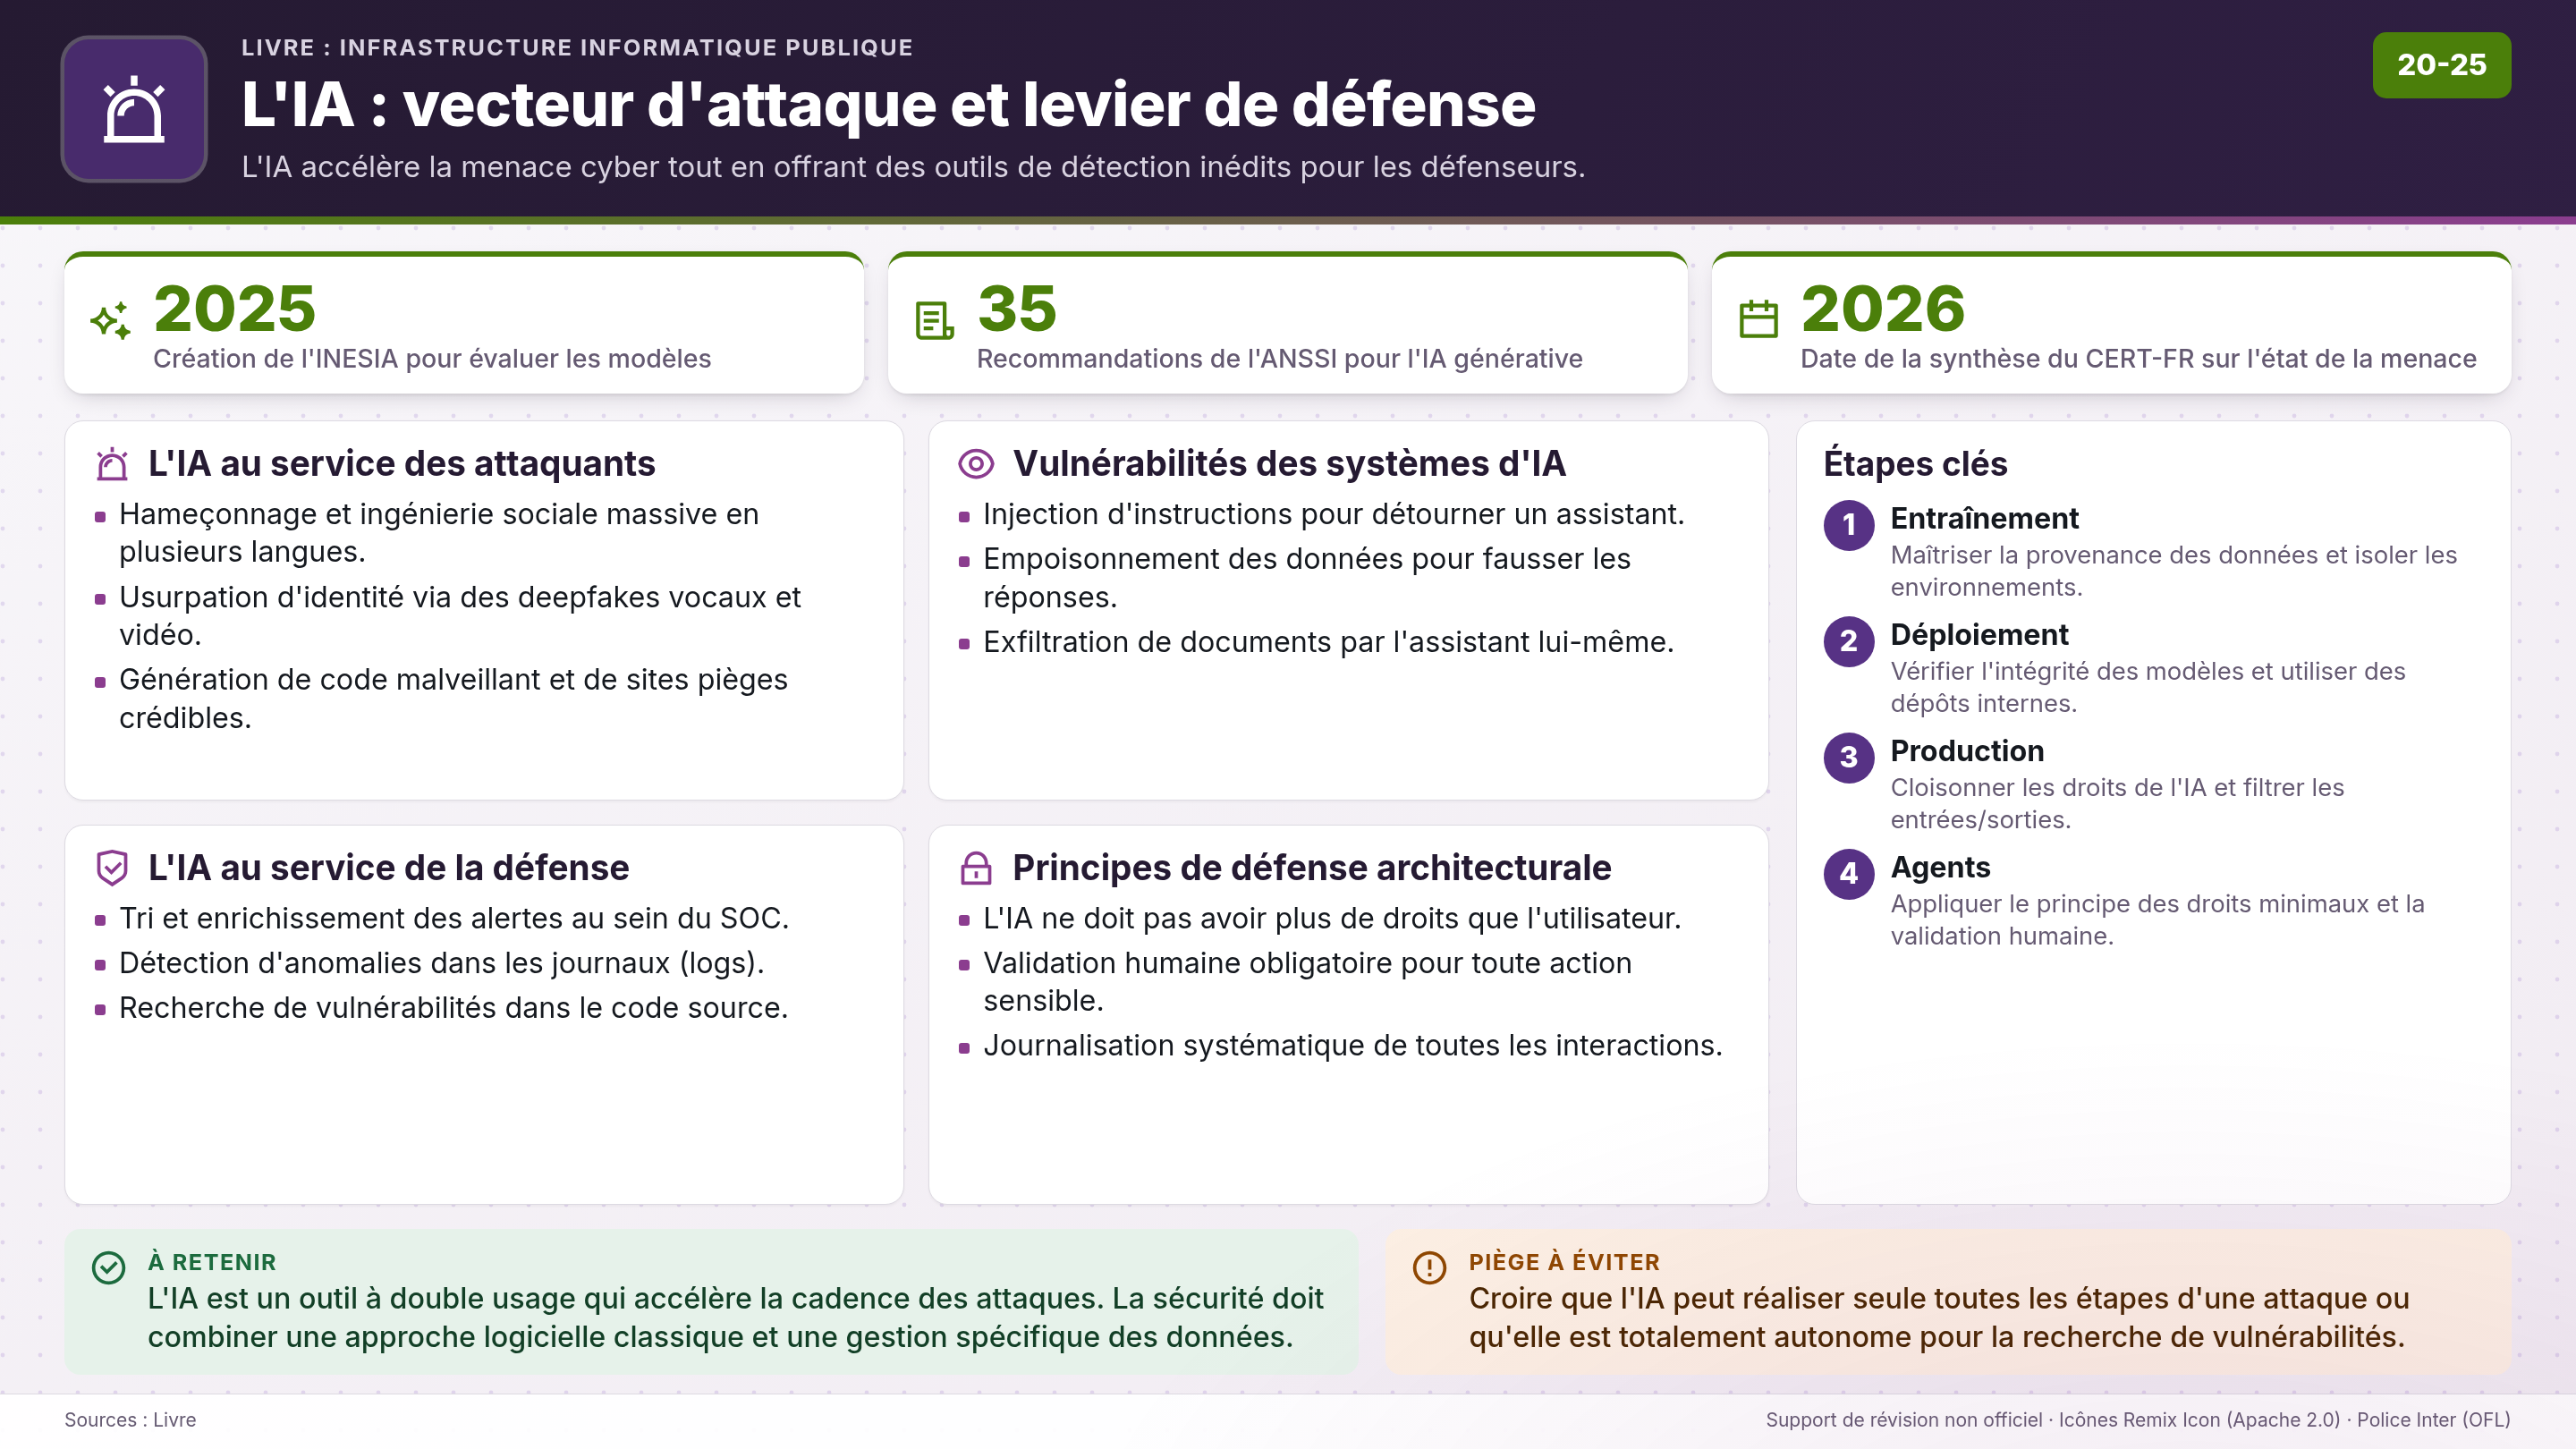 LIVRE : INFRASTRUCTURE INFORMATIQUE PUBLIQUE
L'IA : vecteur d'attaque et levier de défense
L'IA accélère la menace cyber tout en offrant des outils de détection inédits pour les défenseurs.
20-25
2025
Création de l'INESIA pour évaluer les modèles
35
Recommandations de l'ANSSI pour l'IA générative
2026
Date de la synthèse du CERT-FR sur l'état de la menace
L'IA au service des attaquants
Hameçonnage et ingénierie sociale massive en
plusieurs langues.
Usurpation d'identité via des deepfakes vocaux et
vidéo.
Génération de code malveillant et de sites pièges
crédibles.
Vulnérabilités des systèmes d'IA
Injection d'instructions pour détourner un assistant.
Empoisonnement des données pour fausser les
réponses.
Exfiltration de documents par l'assistant lui-même.
L'IA au service de la défense
Tri et enrichissement des alertes au sein du SOC.
Détection d'anomalies dans les journaux (logs).
Recherche de vulnérabilités dans le code source.
Principes de défense architecturale
L'IA ne doit pas avoir plus de droits que l'utilisateur.
Validation humaine obligatoire pour toute action
sensible.
Journalisation systématique de toutes les interactions.
Étapes clés
1
Entraînement
Maîtriser la provenance des données et isoler les
environnements.
2
Déploiement
Vérifier l'intégrité des modèles et utiliser des
dépôts internes.
3
Production
Cloisonner les droits de l'IA et filtrer les
entrées/sorties.
4
Agents
Appliquer le principe des droits minimaux et la
validation humaine.
À RETENIR
L'IA est un outil à double usage qui accélère la cadence des attaques. La sécurité doit
combiner une approche logicielle classique et une gestion spécifique des données.
PIÈGE À ÉVITER
Croire que l'IA peut réaliser seule toutes les étapes d'une attaque ou
qu'elle est totalement autonome pour la recherche de vulnérabilités.
Sources : Livre
Support de révision non officiel · Icônes Remix Icon (Apache 2.0) · Police Inter (OFL)